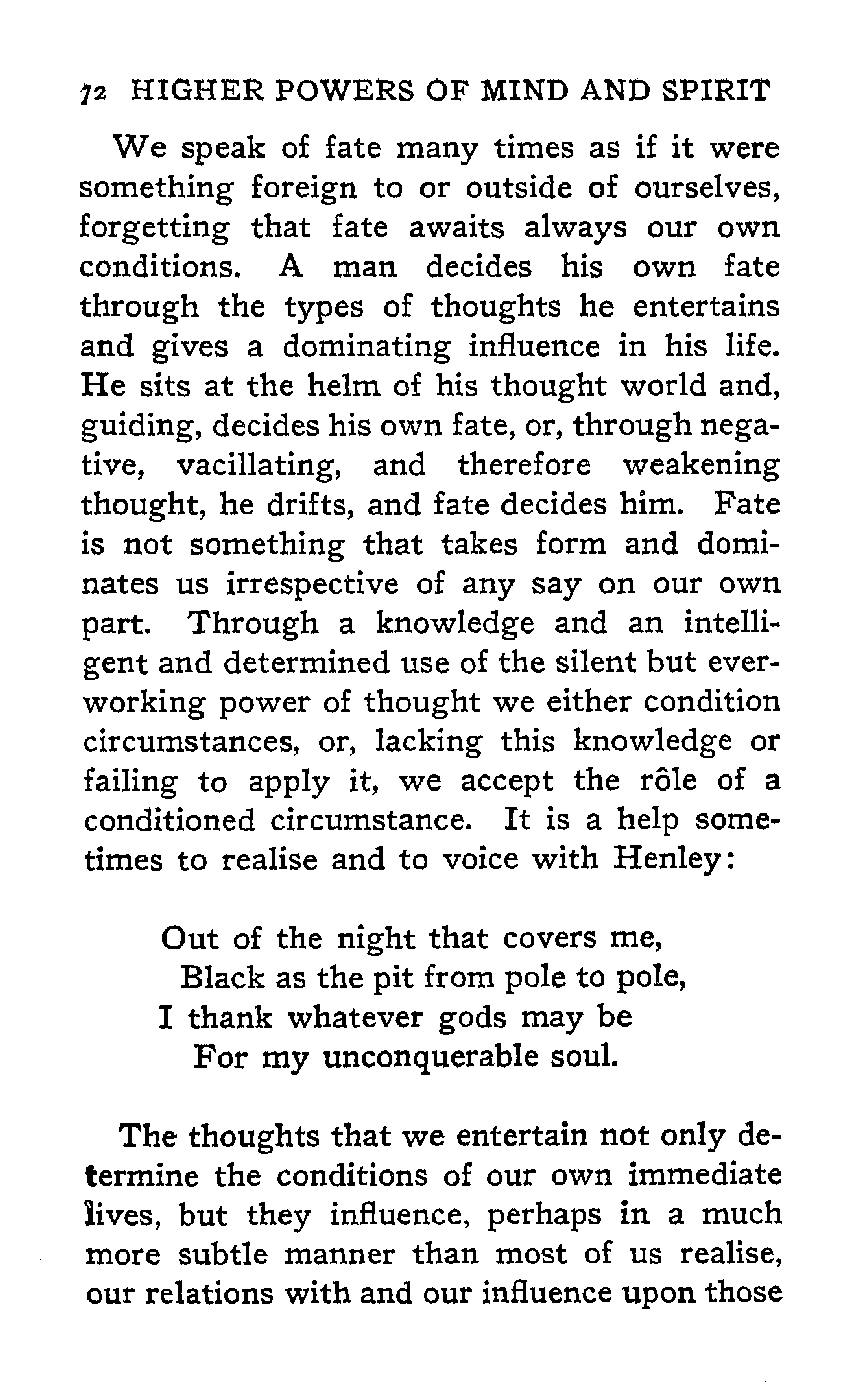 72 HIGHER POWERS OF MIND AND SPIRIT
We speak of fate many times as if it were
something foreign to or outside of ourselves,
forgetting that fate awaits always our own
conditions. A man decides his own fate
through the types of thoughts he entertains
and gives a dominating influence in his life.
He sits at the helm of his thought world and,
guiding, decides his own fate, or, through nega-
tive, vacillating, and therefore weakening
thought, he drifts, and fate decides him. Fate
is not something that takes form and domi-
nates us irrespective of any say on our own
part. Through a knowledge and an intelli-
gent and determined use of the silent but ever-
working power of thought we either condition
circumstances, or, lacking this knowledge or
failing to apply it, we accept the rôle of a
conditioned circumstance. It is a help some-
times to realise and to voice with Henley:
Out of the night that covers me,
Black as the pit from pole to pole,
I thank whatever gods may be
For my unconquerable soul.
The thoughts that we entertain not only de-
termine the conditions of our own immediate
lives, but they influence, perhaps in a much
more subtle manner than most of us realise,
our relations with and our influence upon those